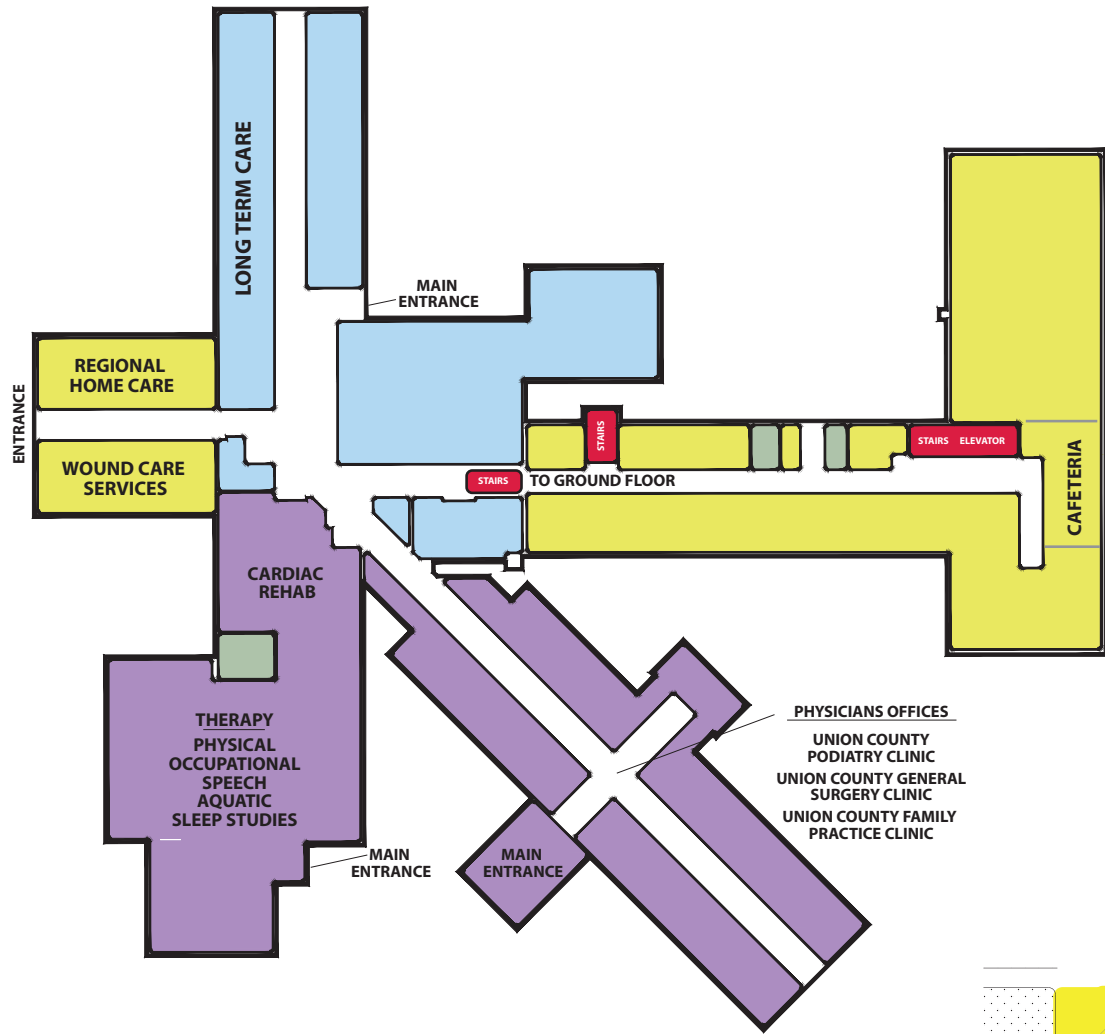 LONG TERM CARE
MAIN
ENTRANCE
REGIONAL
HOME CARE
ENTRANCE
WOUND CARE
SERVICES
STAIRS
STAIRS ELEVATOR
STAIRS
TO GROUND FLOOR
CAFETERIA
CARDIAC
REHAB
THERAPY
PHYSICAL
OCCUPATIONAL
SPEECH
AQUATIC
SLEEP STUDIES
MAIN
ENTRANCE
MAIN
ENTRANCE
PHYSICIANS OFFICES
UNION COUNTY
PODIATRY CLINIC
UNION COUNTY GENERAL
SURGERY CLINIC
UNION COUNTY FAMILY
PRACTICE CLINIC